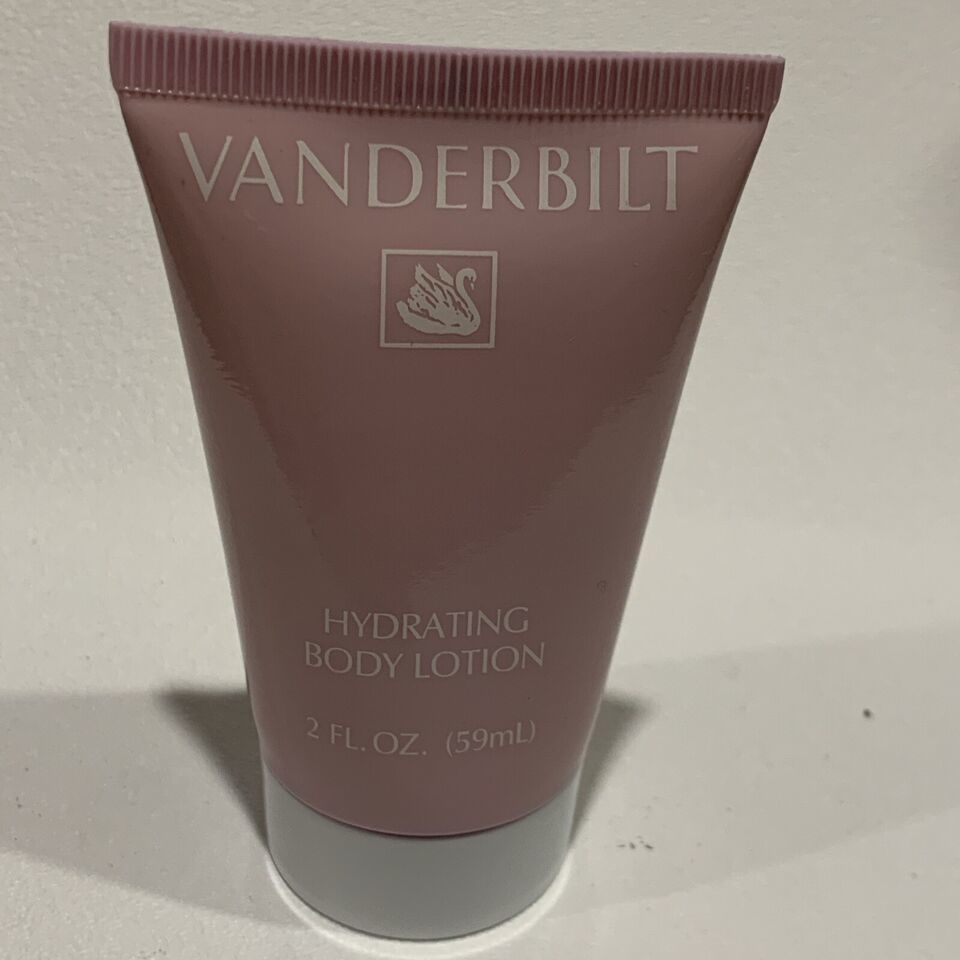 VANDERBILT
HYDRATING
BODY LOTION
2 FL. OZ. (59mL)